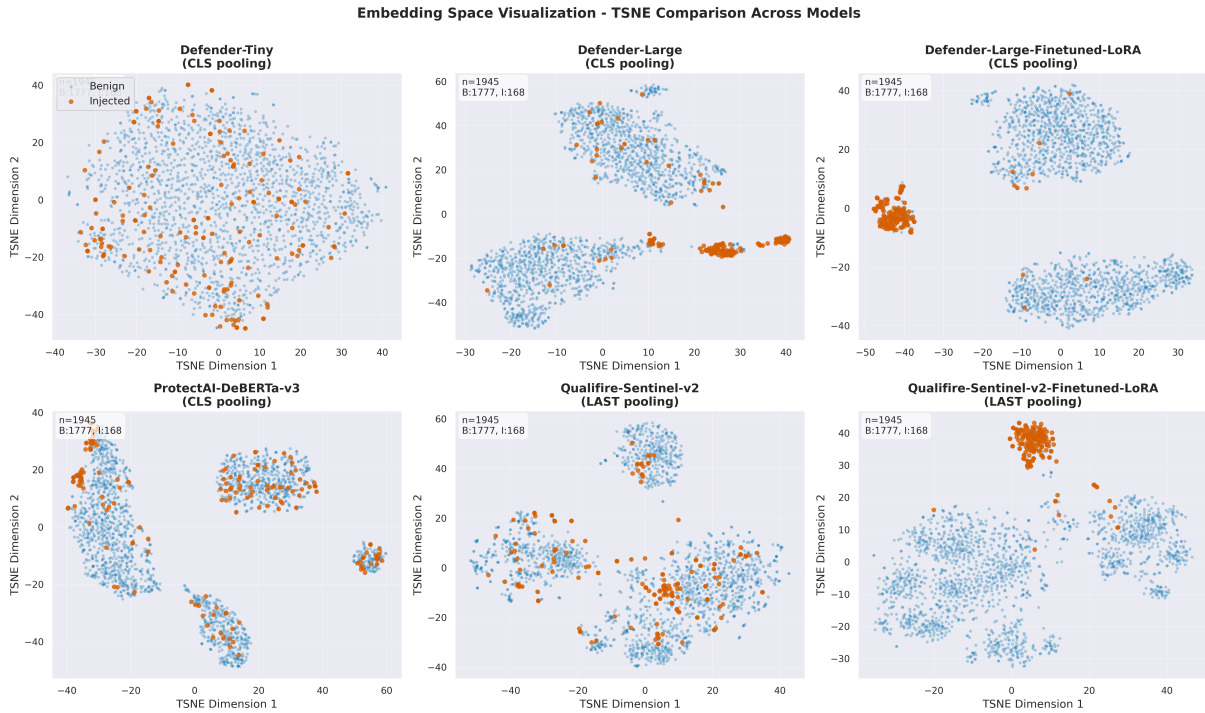 Embedding Space Visualization - TSNE Comparison Across Models
Defender-Tiny
(CLS pooling)
Benign
Injected
40
20
0
−20
−40
TSNE Dimension 2
−40 −30 −20 −10 0 10 20 30 40
TSNE Dimension 1
Defender-Large
(CLS pooling)
n=1945
B:1777, I:168
60
40
20
0
−20
−40
TSNE Dimension 2
−30 −20 −10 0 10 20 30 40
TSNE Dimension 1
Defender-Large-Finetuned-LoRA
(CLS pooling)
n=1945
B:1777, I:168
40
20
0
−20
−40
TSNE Dimension 2
−50 −40 −30 −20 −10 0 10 20 30
TSNE Dimension 1
ProtectAI-DeBERTa-v3
(CLS pooling)
n=1945
B:1777, I:168
40
20
0
−20
−40
TSNE Dimension 2
−40 −20 0 20 40 60
TSNE Dimension 1
Qualifire-Sentinel-v2
(LAST pooling)
n=1945
B:1777, I:168
60
40
20
0
−20
−40
TSNE Dimension 2
−40 −20 0 20 40
TSNE Dimension 1
Qualifire-Sentinel-v2-Finetuned-LoRA
(LAST pooling)
n=1945
B:1777, I:168
40
30
20
10
0
−10
−20
−30
TSNE Dimension 2
−20 0 20 40
TSNE Dimension 1